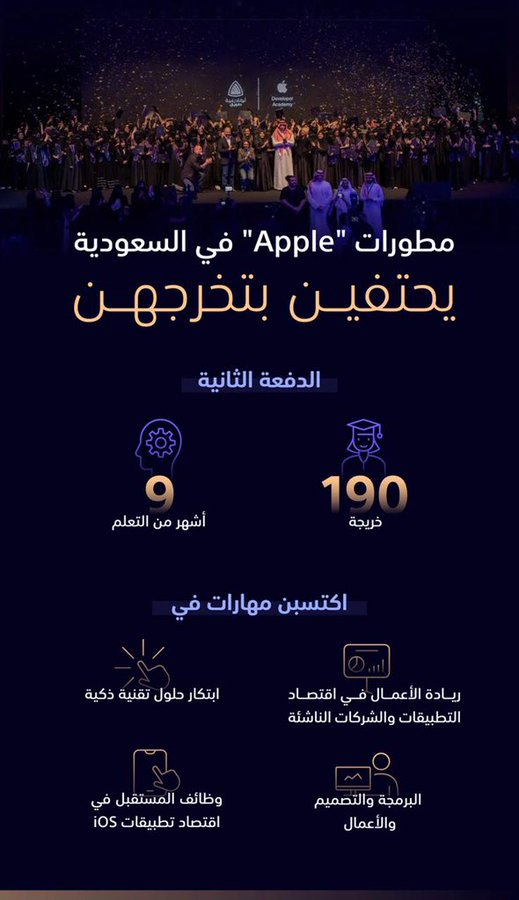 أكاديمية
طويق
Developer
Academy
مطورات "Apple" في السعودية
يحتفين بتخرجهن
الدفعة الثانية
190
خريجة
9
أشهر من التعلم
اكتسبن مهارات في
ريادة الأعمال في اقتصاد
التطبيقات والشركات الناشئة
ابتكار حلول تقنية ذكية
البرمجة والتصميم
والأعمال
وظائف المستقبل في
اقتصاد تطبيقات iOS